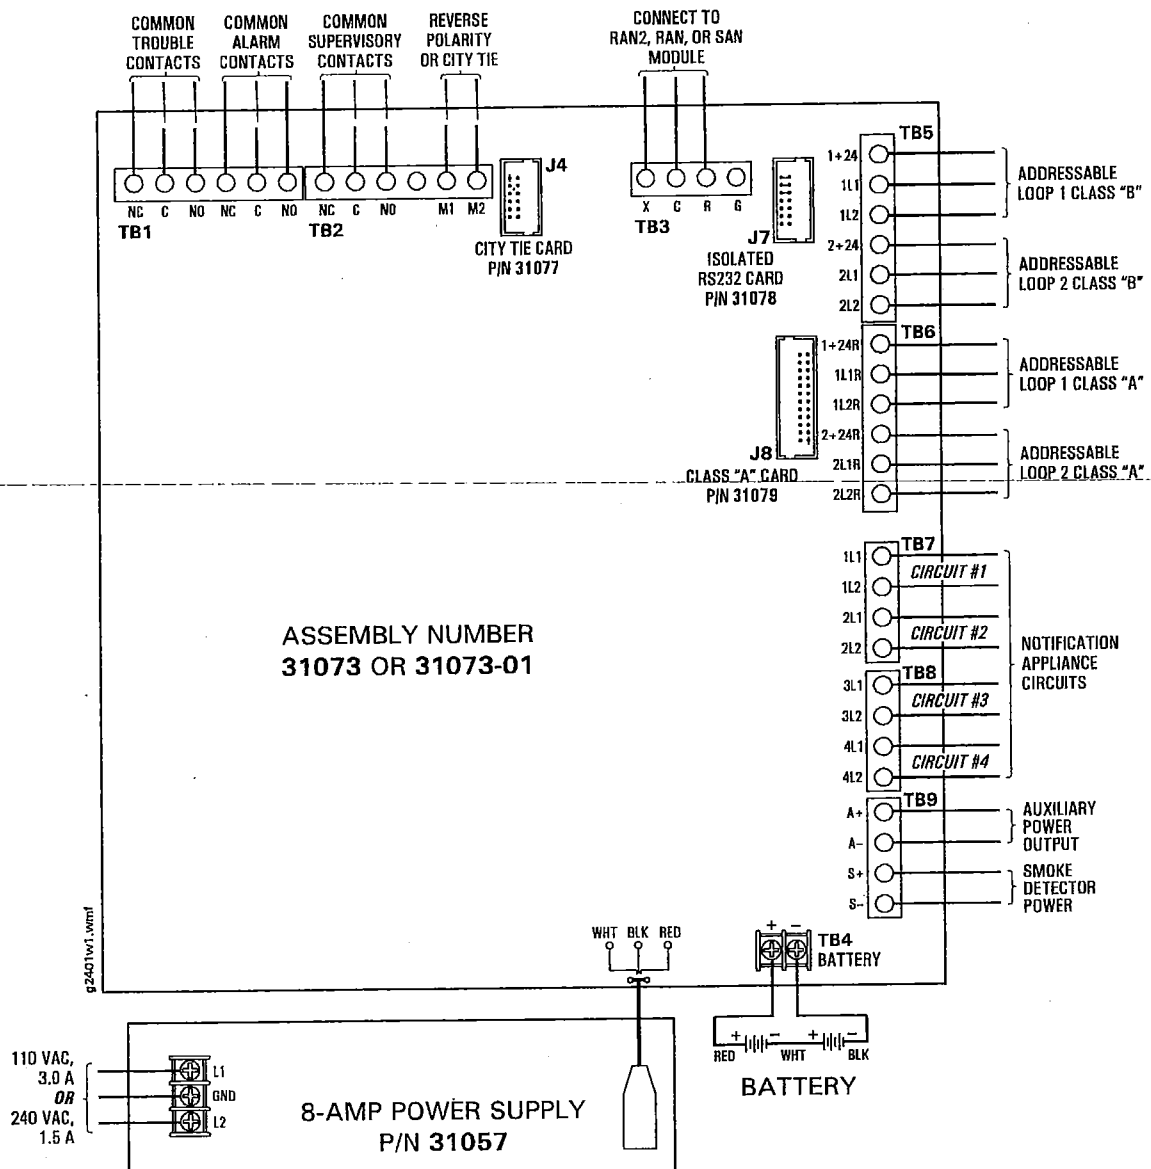 COMMON
TROUBLE
CONTACTS
COMMON
ALARM
CONTACTS
COMMON
SUPERVISORY
CONTACTS
REVERSE
POLARITY
OR CITY TIE
CONNECT TO
RAN2, RAN, OR SAN
MODULE
NC C NO NC C NO
TB1
NC C NO M1 M2
TB2
J4
CITY TIE CARD
P/N 31077
X C R G
TB3
J7
ISOLATED
RS232 CARD
P/N 31078
TB5
1+24
1L1
1L2
2+24
2L1
2L2
ADDRESSABLE
LOOP 1 CLASS "B"
ADDRESSABLE
LOOP 2 CLASS "B"
TB6
1+24R
1L1R
1L2R
2+24R
2L1R
2L2R
ADDRESSABLE
LOOP 1 CLASS "A"
ADDRESSABLE
LOOP 2 CLASS "A"
J8
CLASS "A" CARD
P/N 31079
TB7
1L1
CIRCUIT #1
1L2
2L1
CIRCUIT #2
2L2
TB8
3L1
CIRCUIT #3
3L2
4L1
CIRCUIT #4
4L2
NOTIFICATION
APPLIANCE
CIRCUITS
ASSEMBLY NUMBER
31073 OR 31073-01
TB9
A+
A-
S+
S-
AUXILIARY
POWER
OUTPUT
SMOKE
DETECTOR
POWER
g2401w1.wmf
WHT BLK RED
+ -
TB4
BATTERY
+ - + -
RED WHT BLK
BATTERY
110 VAC,
3.0 A
OR
240 VAC,
1.5 A
L1
GND
L2
8-AMP POWER SUPPLY
P/N 31057